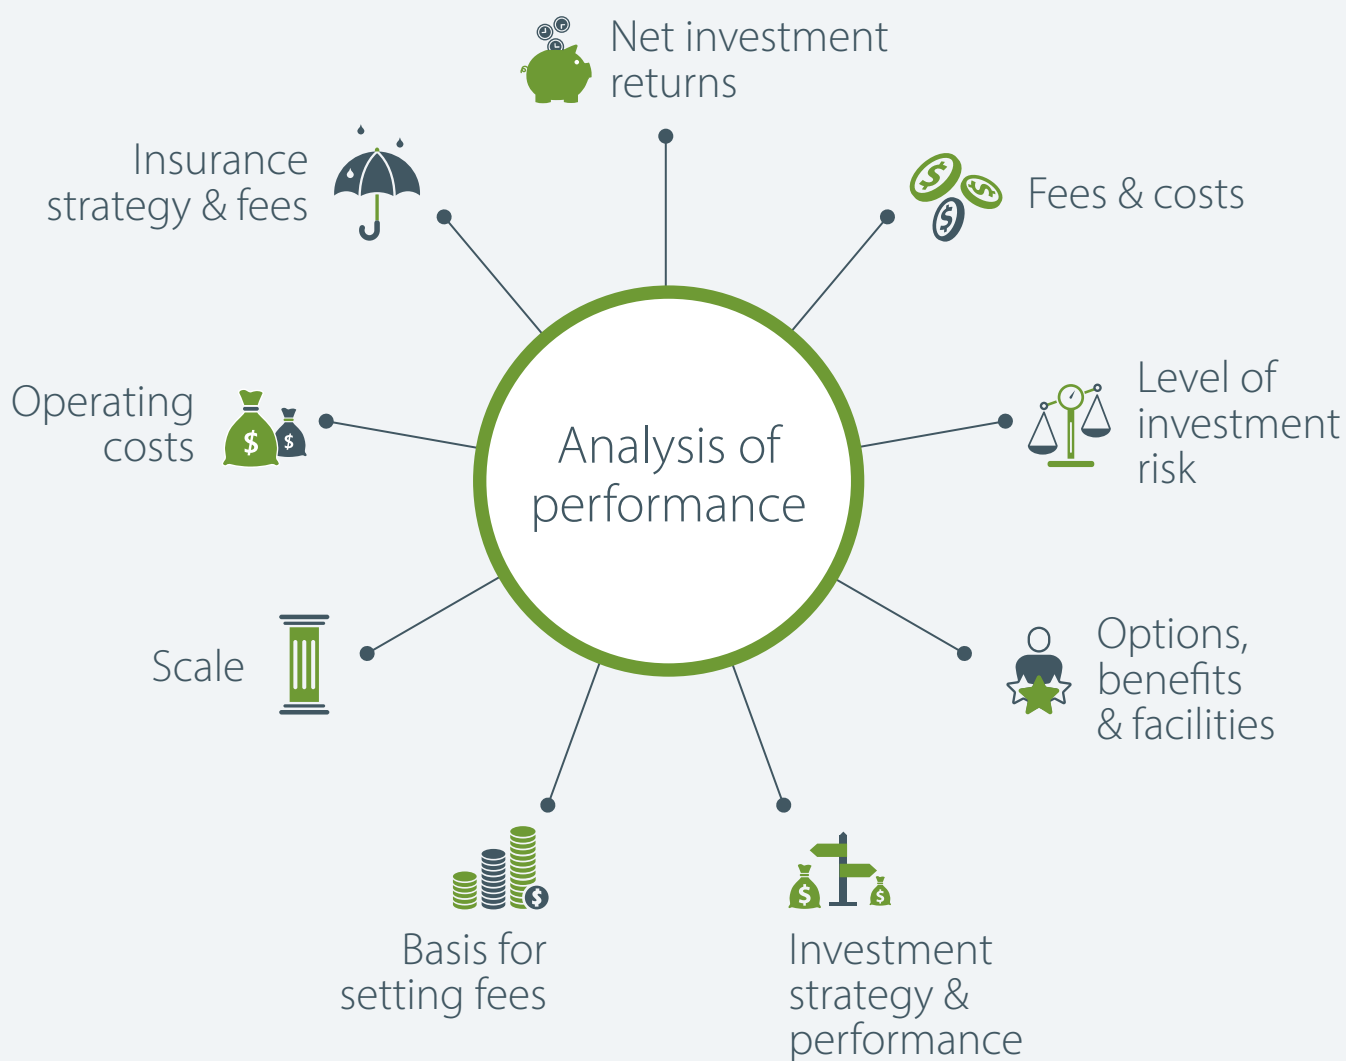 Net investment
returns
Fees & costs
Level of
investment
risk
Options,
benefits
& facilities
Investment
strategy &
performance
Basis for
setting fees
Scale
Operating
costs
Insurance
strategy & fees
Analysis of
performance
$
$
$
$
$
$
$
$